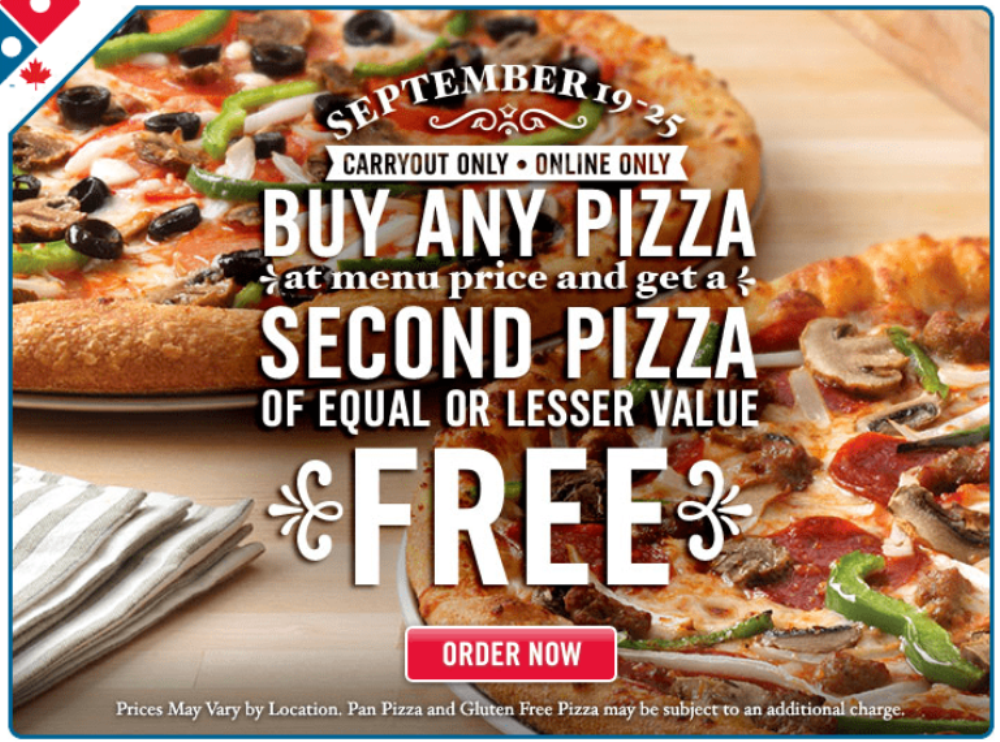 SEPTEMBER 19-25
CARRYOUT ONLY • ONLINE ONLY
BUY ANY PIZZA
at menu price and get a
SECOND PIZZA
OF EQUAL OR LESSER VALUE
FREE
ORDER NOW
Prices May Vary by Location. Pan Pizza and Gluten Free Pizza may be subject to an additional charge.